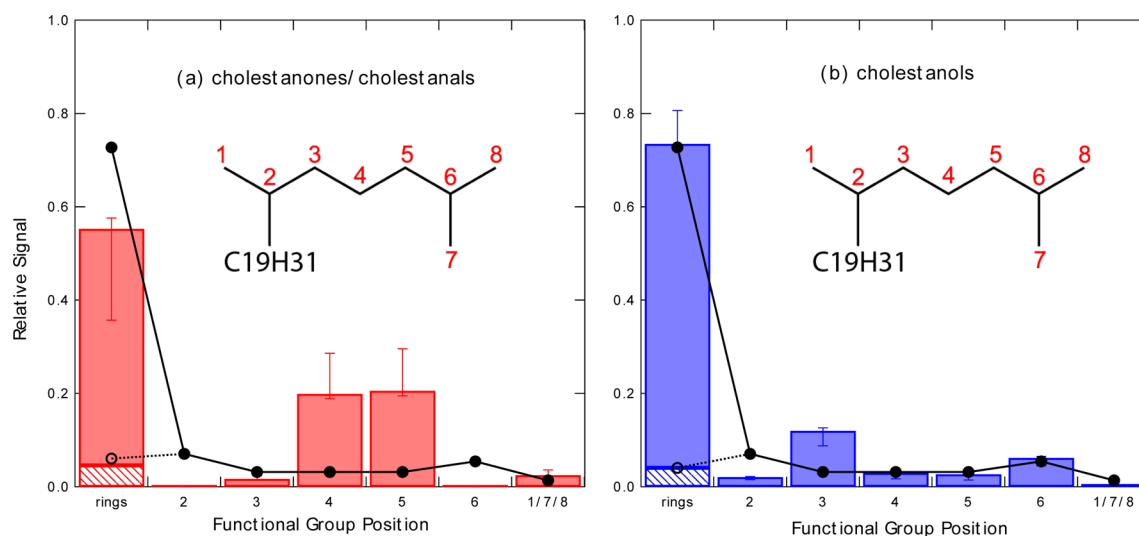 (a) cholestanones/ cholestanals
1 2 3 4 5 6 7 8
C19H31
Relative Signal
1.0
0.8
0.6
0.4
0.2
0.0
rings 2 3 4 5 6 1/7/8
Functional Group Position
(b) cholestanols
1 2 3 4 5 6 7 8
C19H31
1.0
0.8
0.6
0.4
0.2
0.0
rings 2 3 4 5 6 1/7/8
Functional Group Position